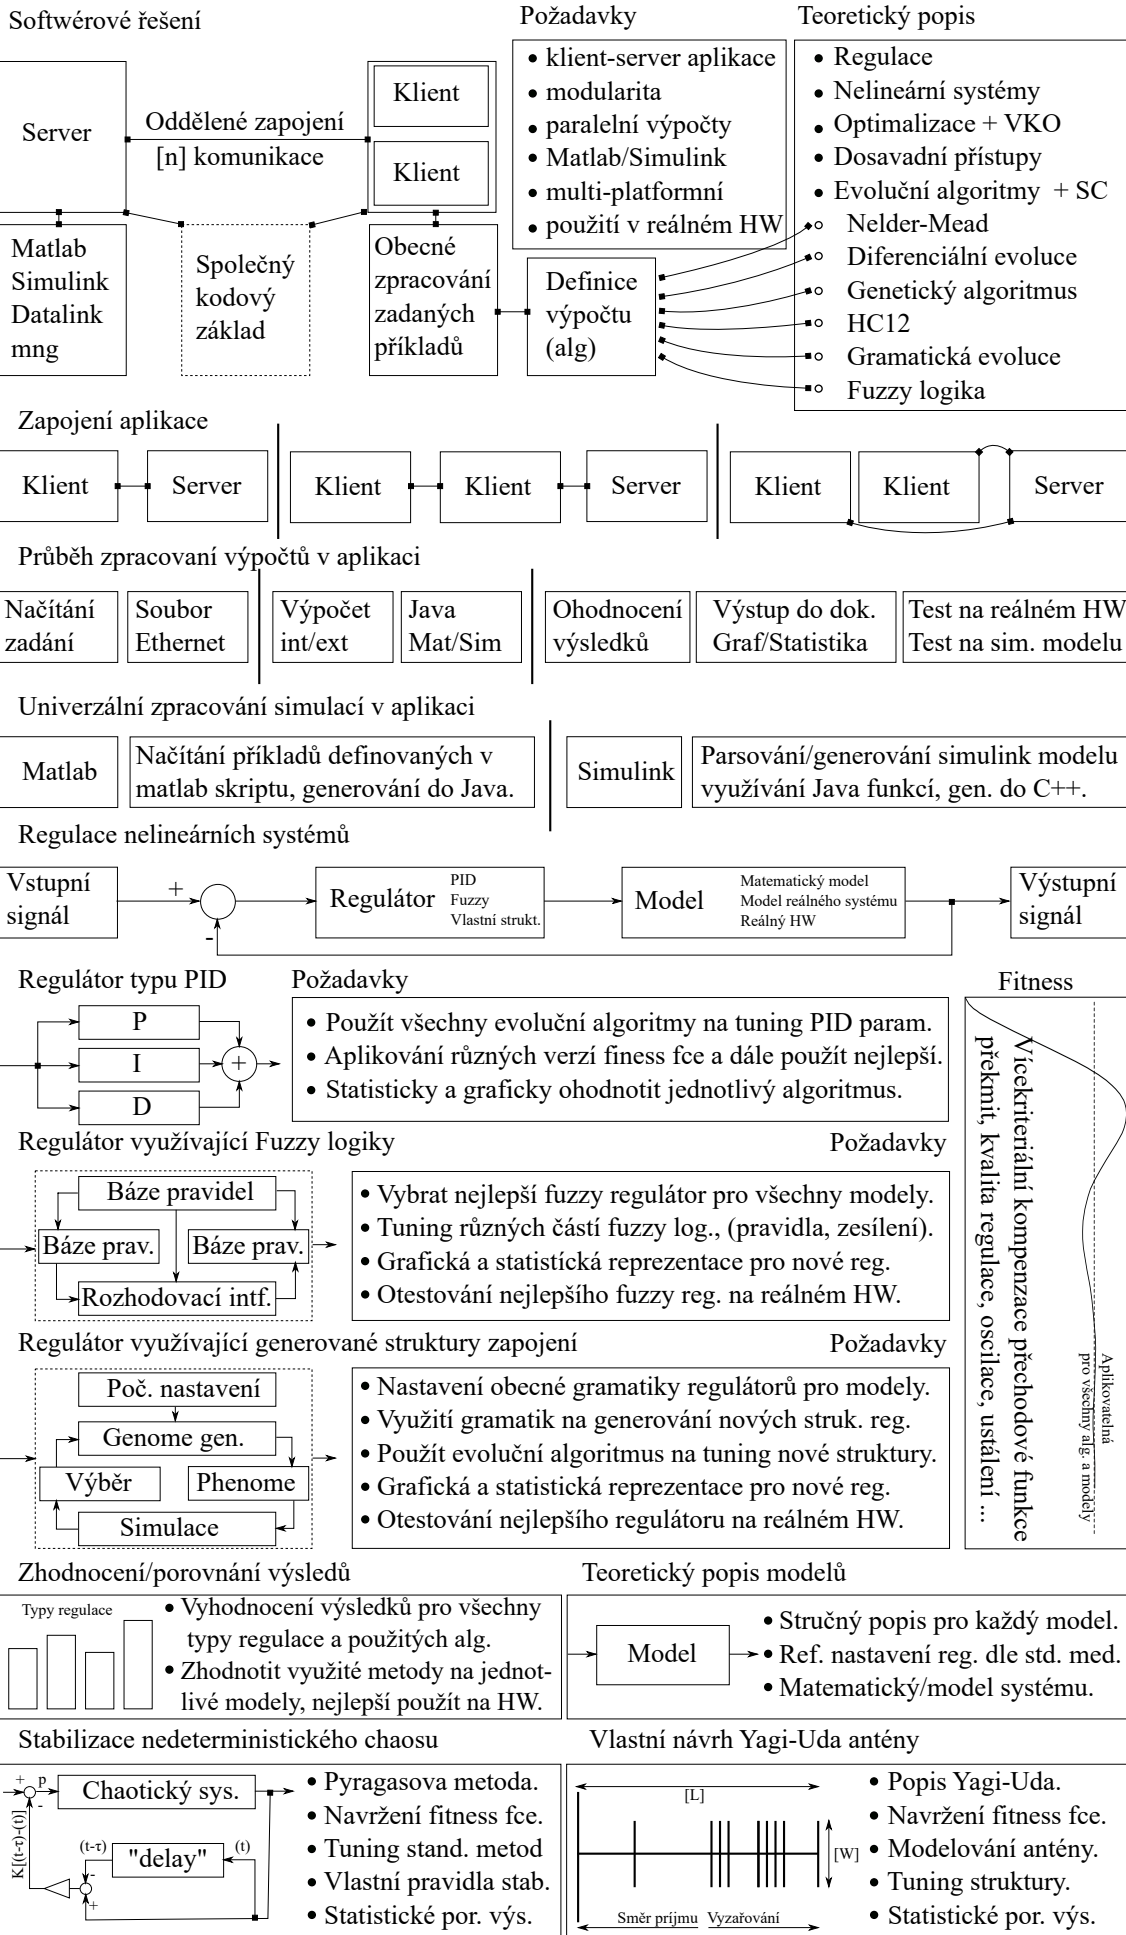 Softwérové řešení
Server
Oddělené zapojení
[n] komunikace
Klient
Klient
Matlab
Simulink
Datalink
mng
Společný
kodový
základ
Obecné
zpracování
zadaných
příkladů
Definice
výpočtu
(alg)
Požadavky
• klient-server aplikace
• modularita
• paralelní výpočty
• Matlab/Simulink
• multi-platformní
• použití v reálném HW
Teoretický popis
• Regulace
• Nelineární systémy
• Optimalizace + VKO
• Dosavadní přístupy
• Evoluční algoritmy + SC
Nelder-Mead
Diferenciální evoluce
Genetický algoritmus
HC12
Gramatická evoluce
Fuzzy logika
Zapojení aplikace
Klient
Server
Klient
Klient
Server
Klient
Klient
Server
Průběh zpracovaní výpočtů v aplikaci
Načítání
zadání
Soubor
Ethernet
Výpočet
int/ext
Java
Mat/Sim
Ohodnocení
výsledků
Výstup do dok.
Graf/Statistika
Test na reálném HW
Test na sim. modelu
Univerzální zpracování simulací v aplikaci
Matlab
Načítání příkladů definovaných v
matlab skriptu, generování do Java.
Simulink
Parsování/generování simulink modelu
využívání Java funkcí, gen. do C++.
Regulace nelineárních systémů
Vstupní
signál
+
-
Regulátor
PID
Fuzzy
Vlastní strukt.
Model
Matematický model
Model reálného systému
Reálný HW
Výstupní
signál
Regulátor typu PID
P
I
D
+
Požadavky
• Použít všechny evoluční algoritmy na tuning PID param.
• Aplikování různých verzí finess fce a dále použít nejlepší.
• Statisticky a graficky ohodnotit jednotlivý algoritmus.
Fitness
Vícekriteriální kompenzace přechodové funkce
překmit, kvalita regulace, oscilace, ustálení ...
Aplikovatelná
pro všechny alg. a modely
Regulátor využívající Fuzzy logiky
Požadavky
Báze pravidel
Báze prav.
Báze prav.
Rozhodovací intf.
• Vybrat nejlepší fuzzy regulátor pro všechny modely.
• Tuning různých částí fuzzy log., (pravidla, zesílení).
• Grafická a statistícká reprezentace pro nové reg.
• Otestování nejlepšího fuzzy reg. na reálném HW.
Regulátor využívající generované struktury zapojení
Požadavky
Poč. nastavení
Genome gen.
Výběr
Phenome
Simulace
• Nastavení obecné gramatiky regulátorů pro modely.
• Využití gramatik na generování nových struk. reg.
• Použít evoluční algoritmus na tuning nové struktury.
• Grafická a statistická reprezentace pro nové reg.
• Otestování nejlepšího regulátoru na reálném HW.
Zhodnocení/porovnání výsledů
Typy regulace
• Vyhodnocení výsledků pro všechny
typy regulace a použitých alg.
• Zhodnotit využité metody na jednot-
livé modely, nejlepší použít na HW.
Teoretický popis modelů
Model
• Stručný popis pro každý model.
• Ref. nastavení reg. dle std. med.
• Matematický/model systému.
Stabilizace nedeterministického chaosu
+
p
-
Chaotický sys.
K[(t-τ)-(t)]
(t-τ)
"delay"
(t)
-
+
• Pyragasova metoda.
• Navržení fitness fce.
• Tuning stand. metod
• Vlastní pravidla stab.
• Statistické por. výs.
Vlastní návrh Yagi-Uda antény
[L]
[W]
Směr príjmu
Vyzařování
• Popis Yagi-Uda.
• Navržení fitness fce.
• Modelování antény.
• Tuning struktury.
• Statistické por. výs.